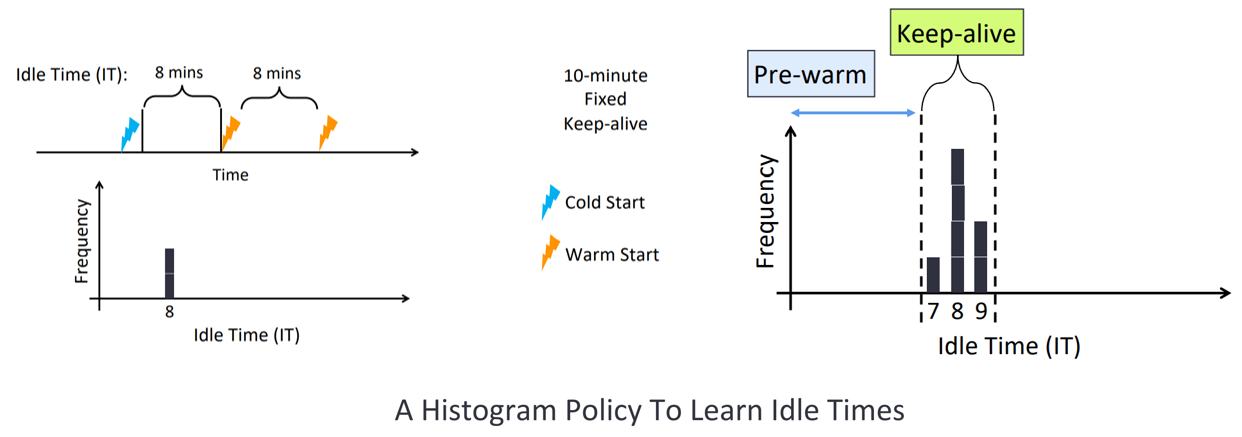 Idle Time (IT):
8 mins
8 mins
Time
Frequency
8
Idle Time (IT)
10-minute
Fixed
Keep-alive
Cold Start
Warm Start
Keep-alive
Pre-warm
Frequency
7 8 9
Idle Time (IT)
A Histogram Policy To Learn Idle Times